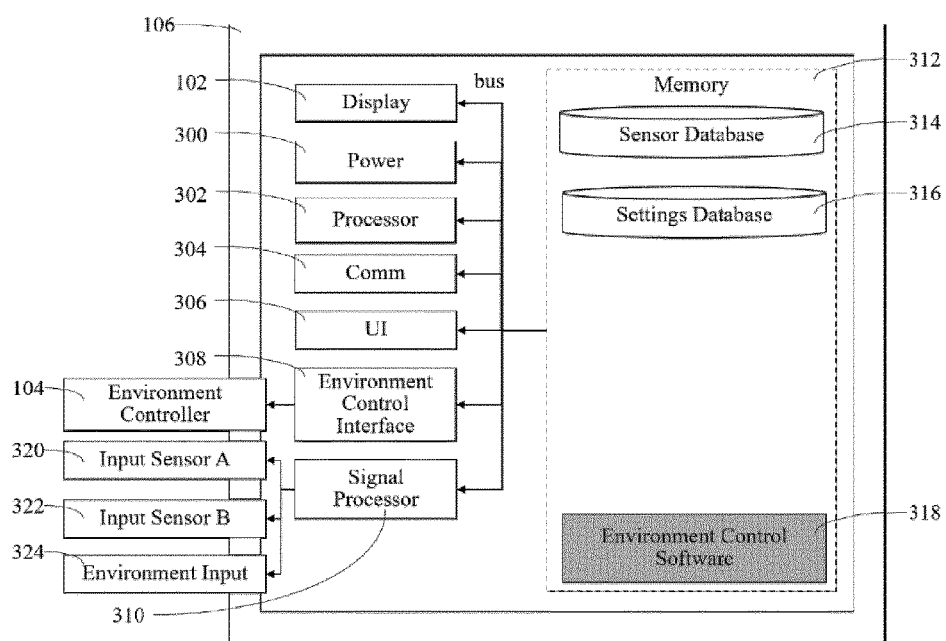 106
312
102
Display
bus
Memory
300
Sensor Database
314
Power
302
Settings Database
316
Processor
304
Comm
306
UI
308
104
Environment
Controller
Environment
Control
Interface
320
Input Sensor A
Signal
Processor
322
Input Sensor B
318
Environment Control
Software
324
Environment Input
310